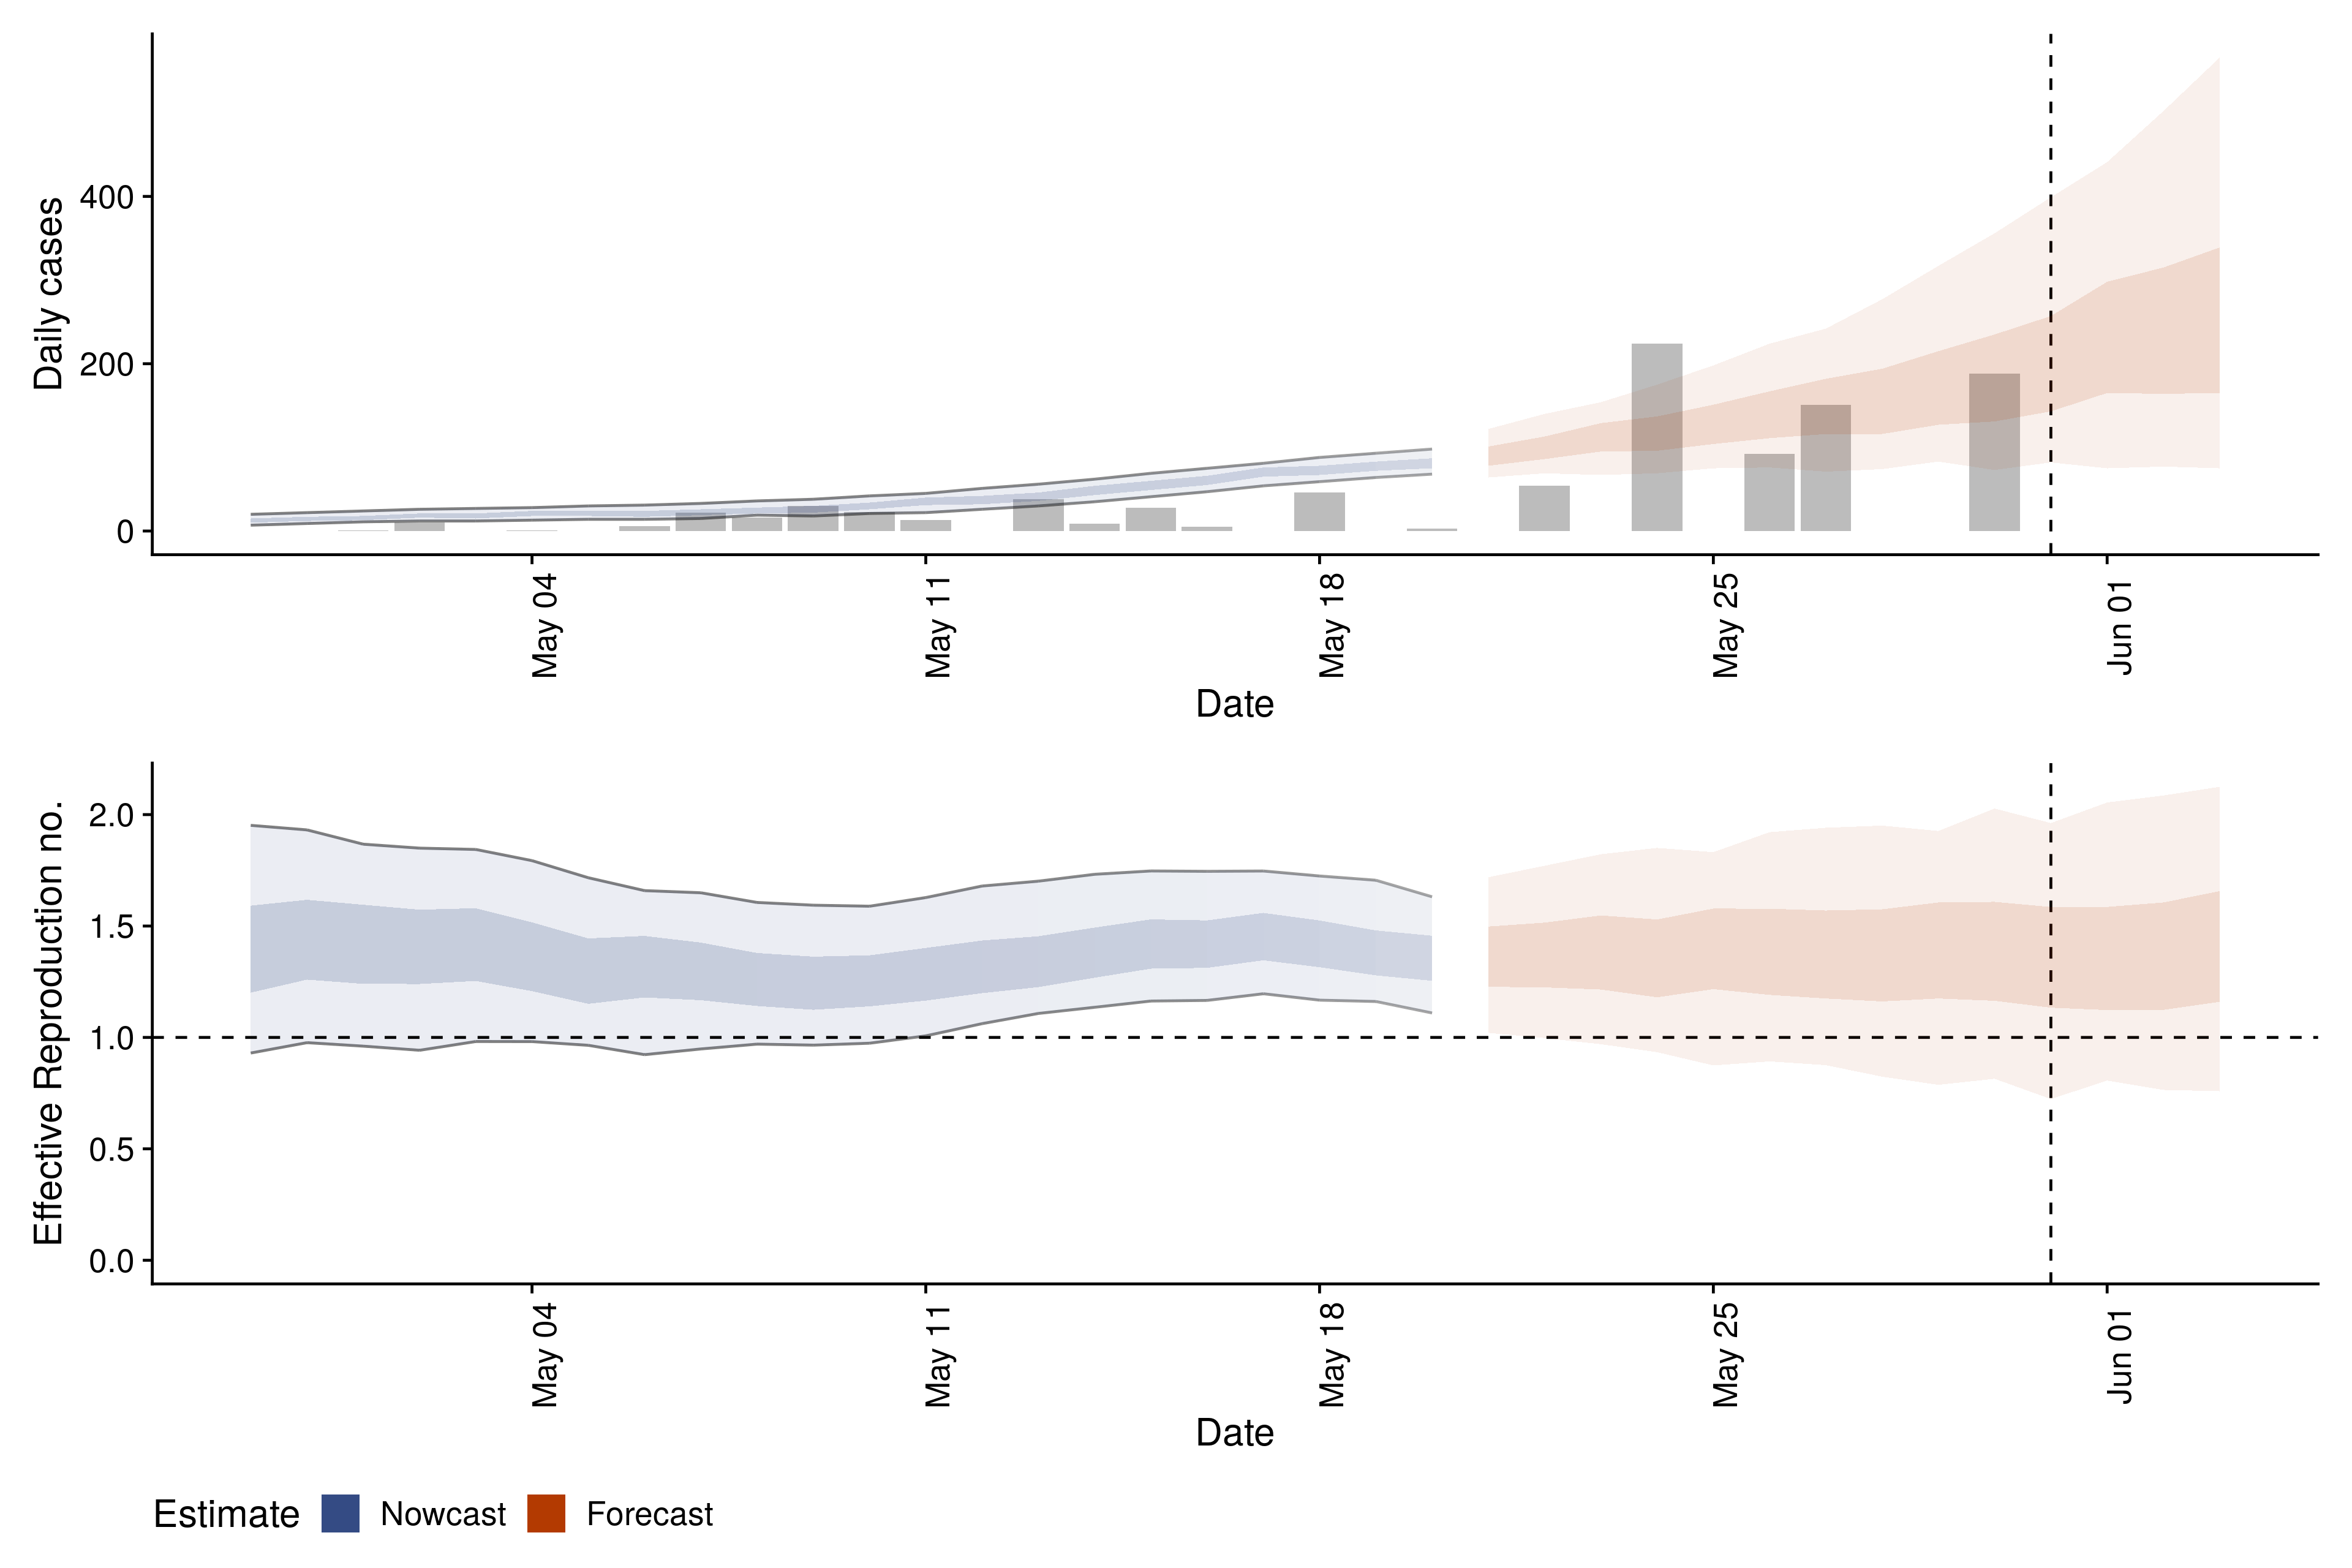 Daily cases
400
200
0
May 04
May 11
May 18
May 25
Jun 01
Date
Effective Reproduction no.
2.0
1.5
1.0
0.5
0.0
May 04
May 11
May 18
May 25
Jun 01
Date
Estimate Nowcast Forecast